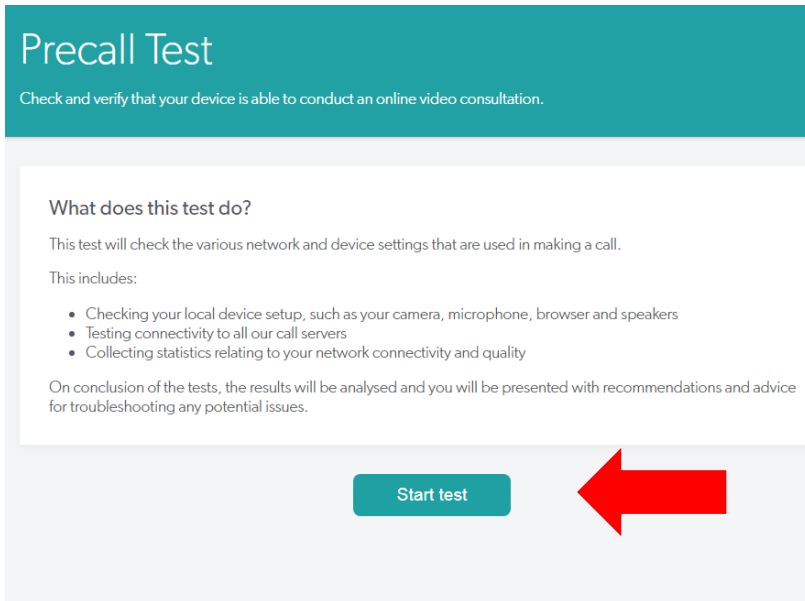 Precall Test
Check and verify that your device is able to conduct an online video consultation.
What does this test do?
This test will check the various network and device settings that are used in making a call.
This includes:
• Checking your local device setup, such as your camera, microphone, browser and speakers
• Testing connectivity to all our call servers
• Collecting statistics relating to your network connectivity and quality
On conclusion of the tests, the results will be analysed and you will be presented with recommendations and advice
for troubleshooting any potential issues.
Start test